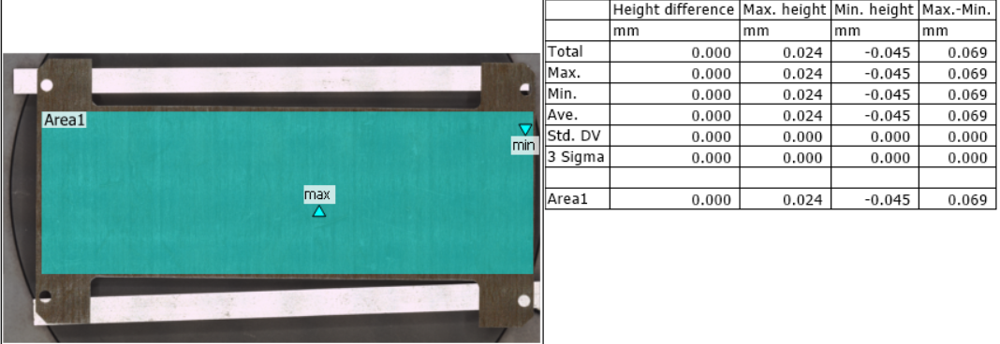 Area1
min
max
Height difference Max. height Min. height Max.-Min.
mm mm mm mm
Total 0.000 0.024 -0.045 0.069
Max. 0.000 0.024 -0.045 0.069
Min. 0.000 0.024 -0.045 0.069
Ave. 0.000 0.024 -0.045 0.069
Std. DV 0.000 0.000 0.000 0.000
3 Sigma 0.000 0.000 0.000 0.000
Area1 0.000 0.024 -0.045 0.069